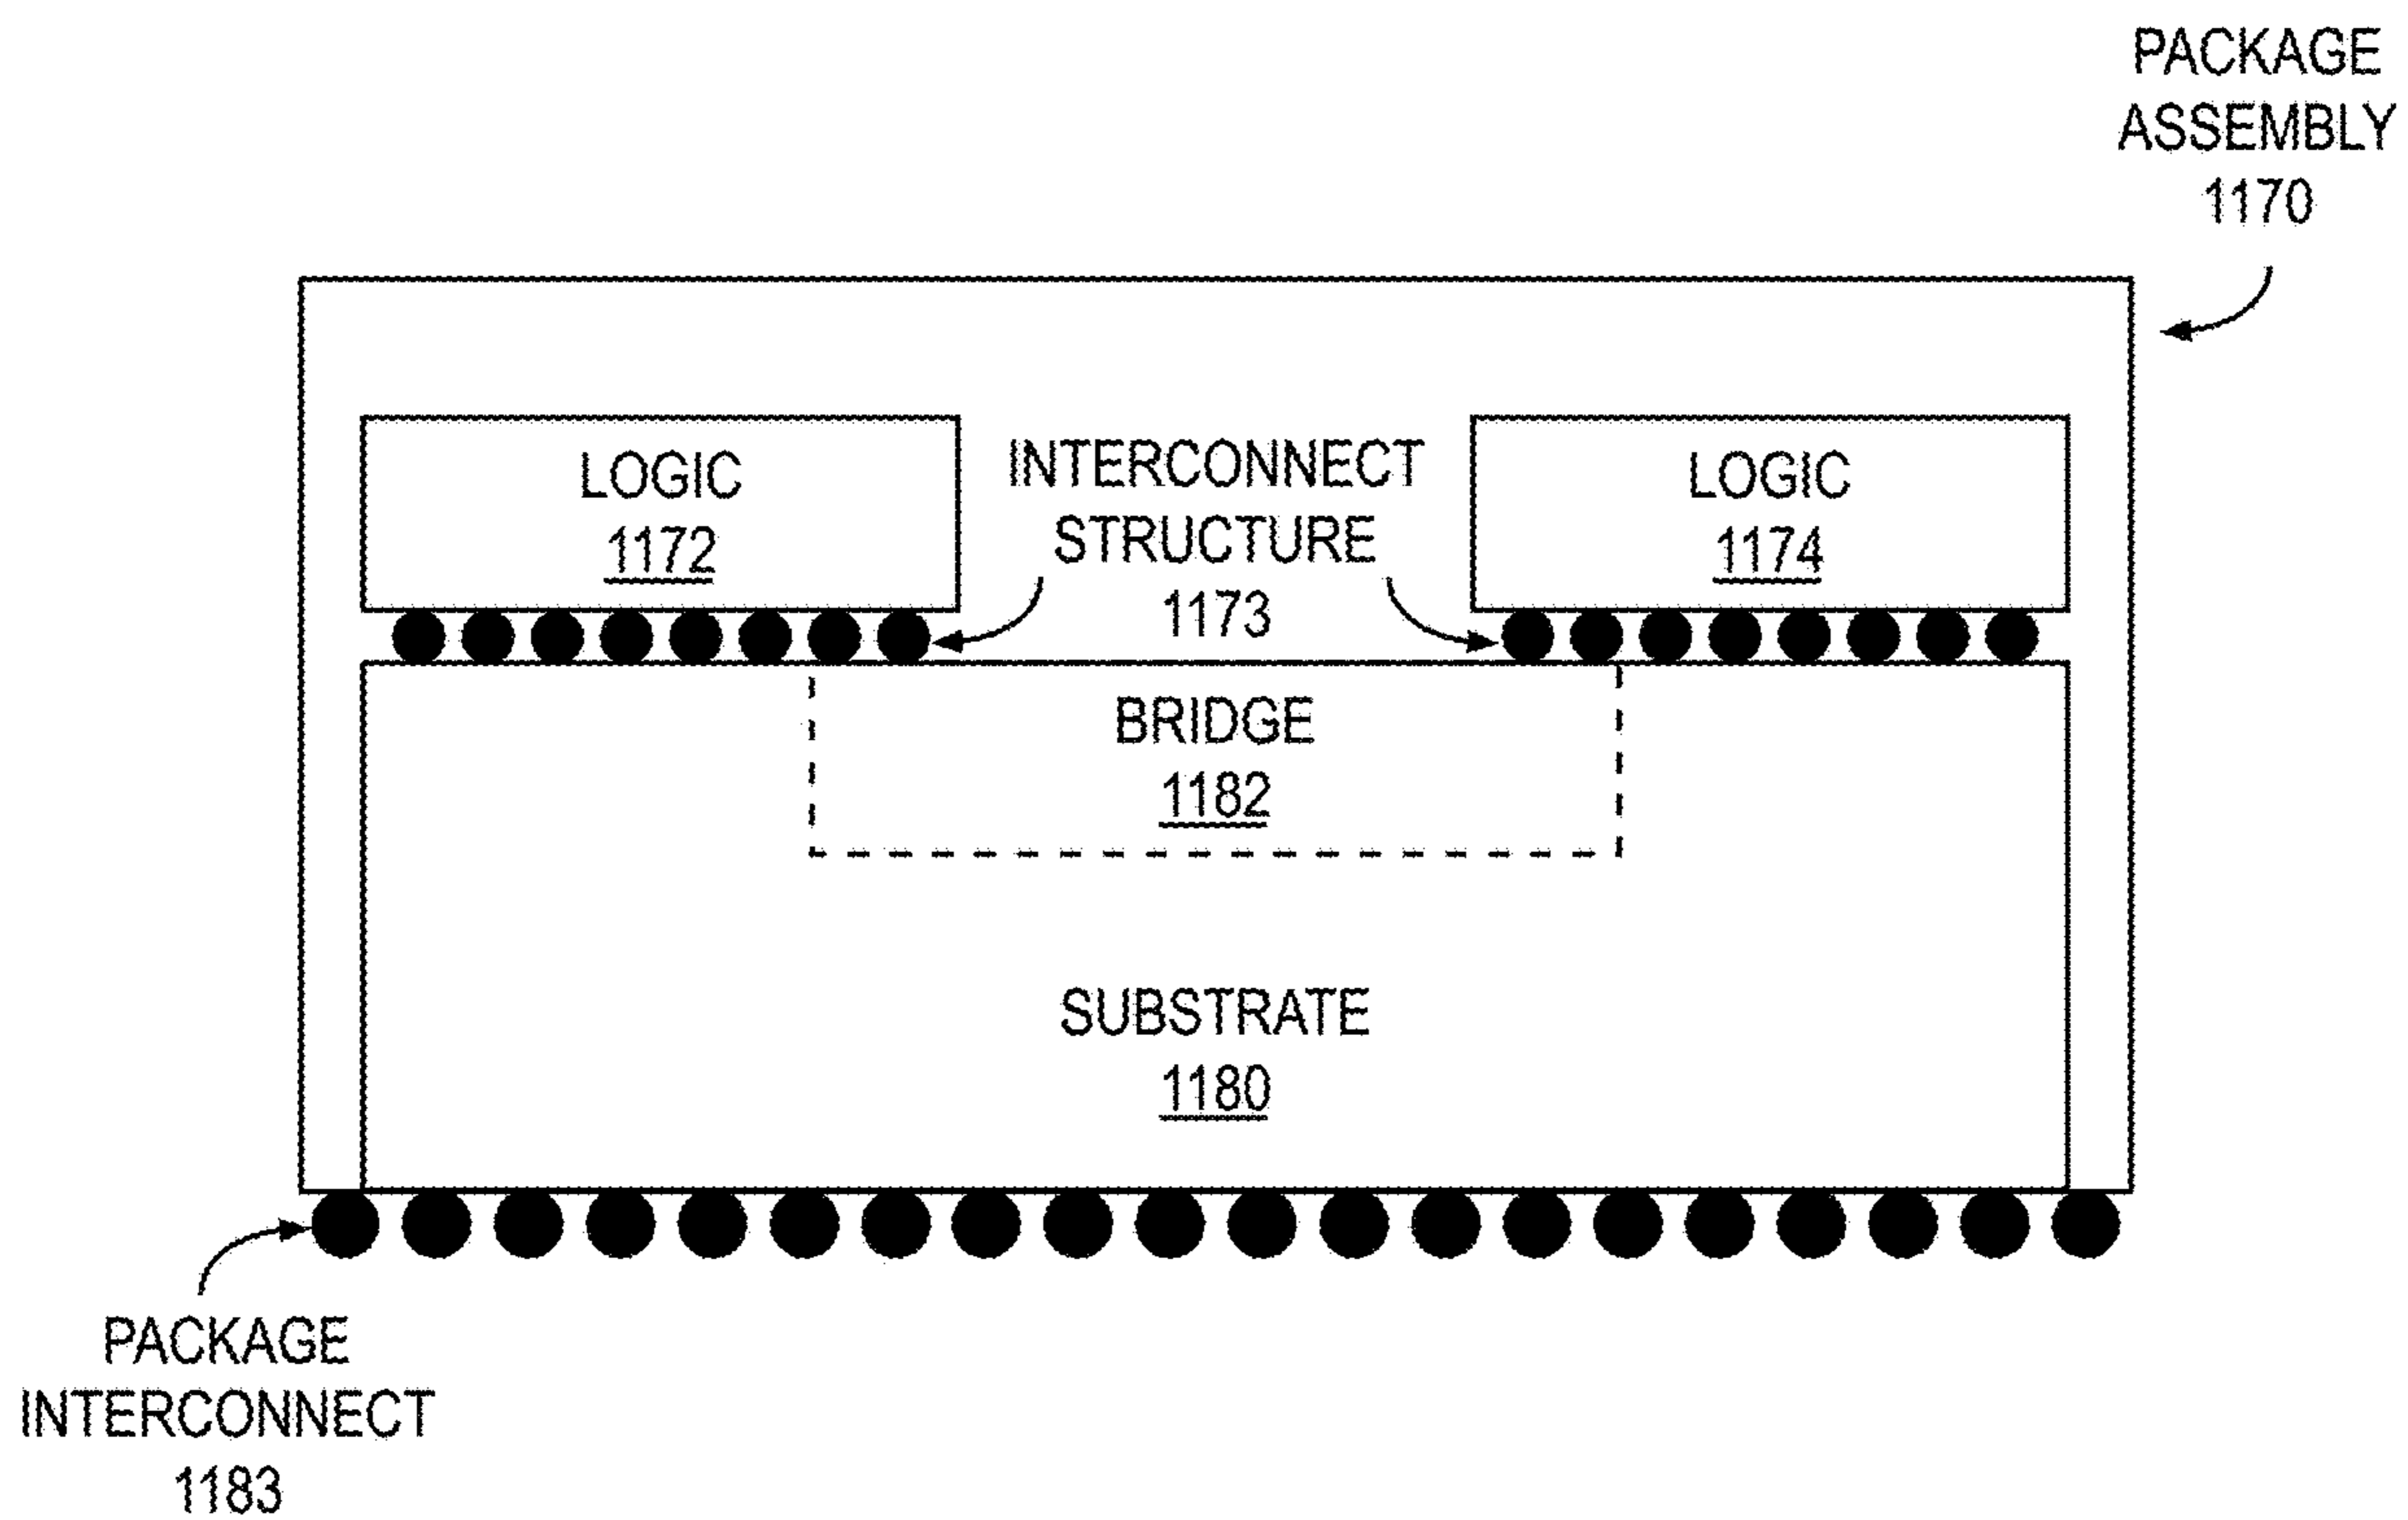 PACKAGE
ASSEMBLY
1170
LOGIC
1172
INTERCONNECT
STRUCTURE
1173
LOGIC
1174
BRIDGE
1182
SUBSTRATE
1180
PACKAGE
INTERCONNECT
1183